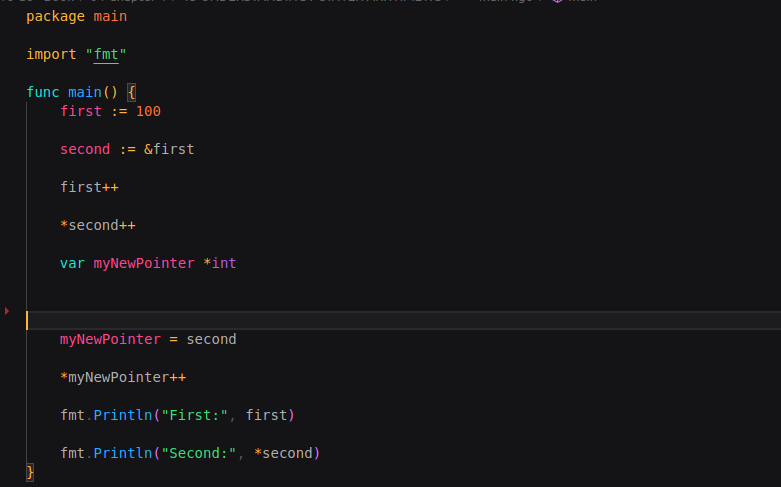 package main
import "fmt"
func main() {
first := 100
second := &first
first++
*second++
var myNewPointer *int
myNewPointer = second
*myNewPointer++
fmt.Println("First:", first)
fmt.Println("Second:", *second)
}